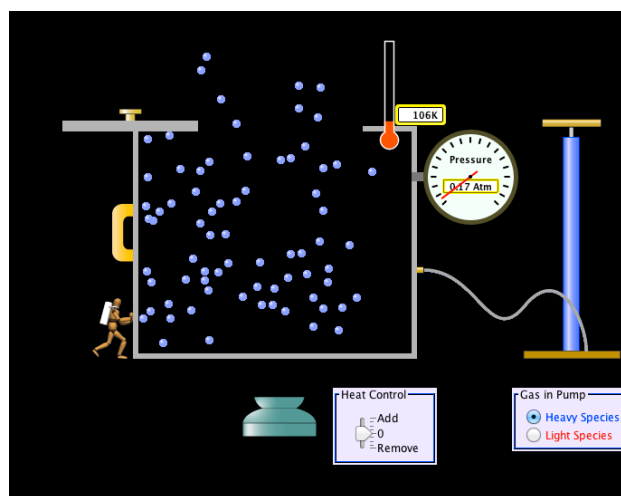 106K
Pressure
0.17 Atm
Heat Control
Add
0
Remove
Gas in Pump
Heavy Species
Light Species